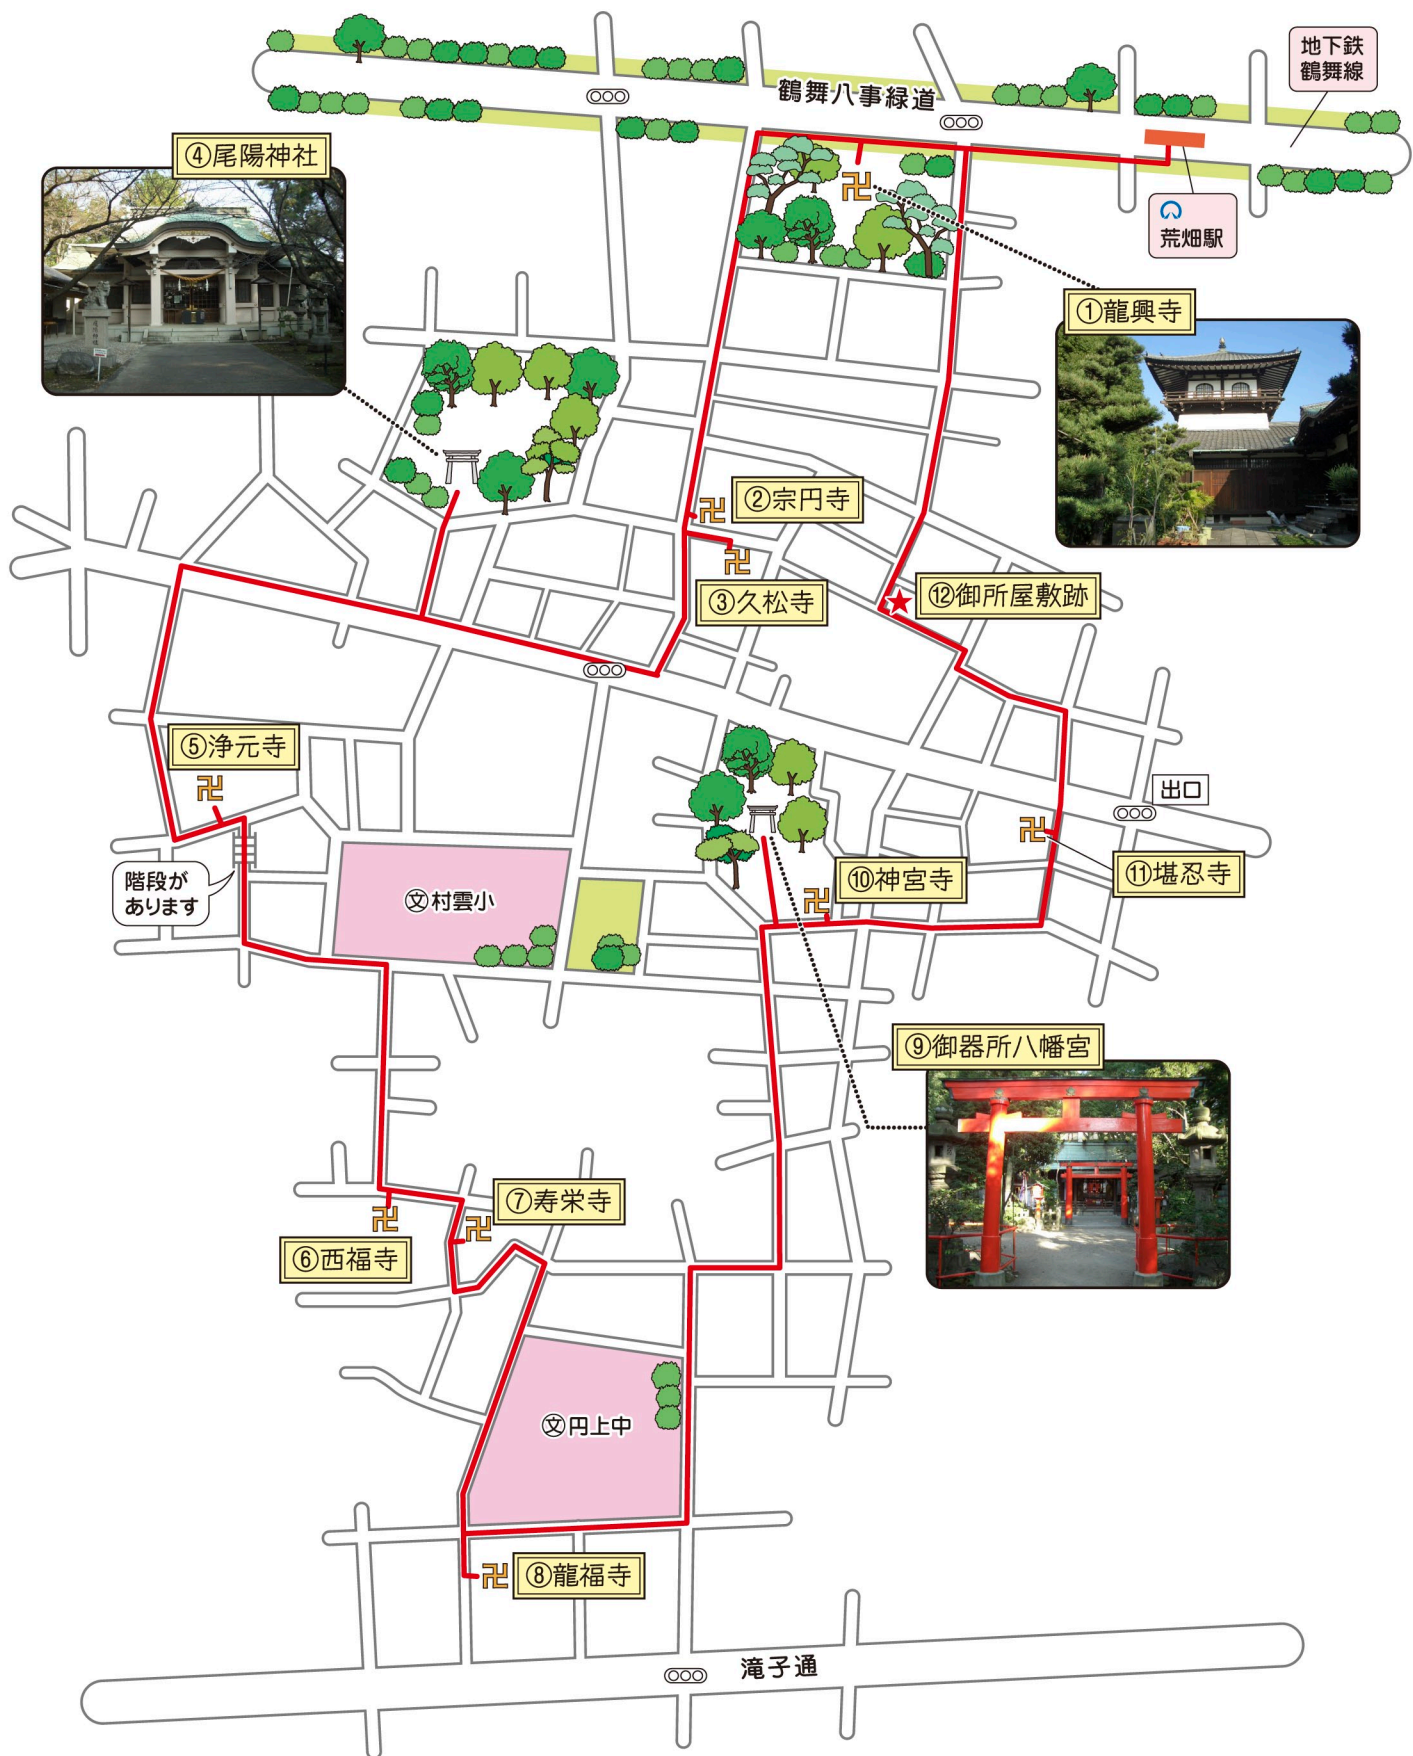 地下鉄
鶴舞線
鶴舞八事緑道
④尾陽神社
荒畑駅
①龍興寺
②宗円寺
③久松寺
⑫御所屋敷跡
⑤浄元寺
出口
階段が
あります
文村雲小
⑩神宮寺
⑪堪忍寺
⑨御器所八幡宮
⑦寿栄寺
⑥西福寺
文円上中
⑧龍福寺
滝子通